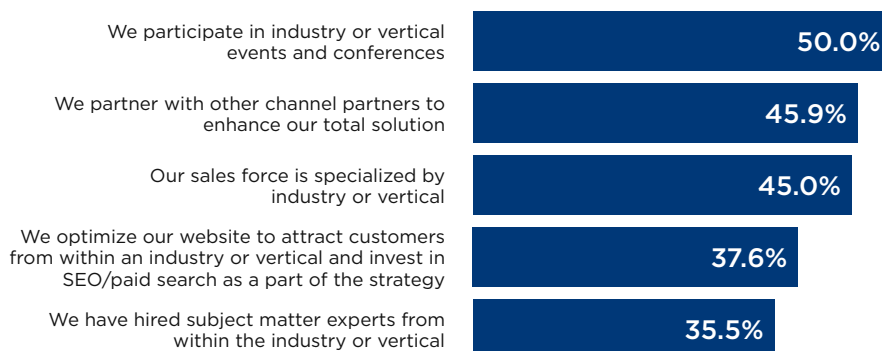 We participate in industry or vertical
events and conferences
50.0%
We partner with other channel partners to
enhance our total solution
45.9%
Our sales force is specialized by
industry or vertical
45.0%
We optimize our website to attract customers
from within an industry or vertical and invest in
SEO/paid search as a part of the strategy
37.6%
We have hired subject matter experts from
within the industry or vertical
35.5%